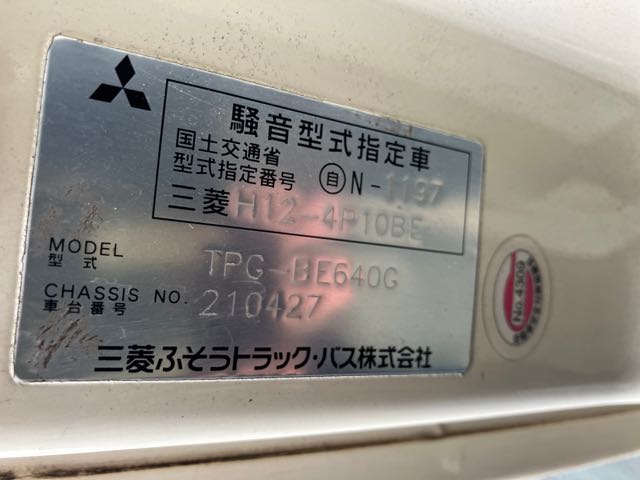 騒音型式指定車
国土交通省
型式指定番号 自 N-1197
三菱H12-4P10BE
MODEL
型式 TPG-BE640G
CHASSIS NO.
車台番号 210427
三菱ふそうトラック・バス株式会社
No.4309